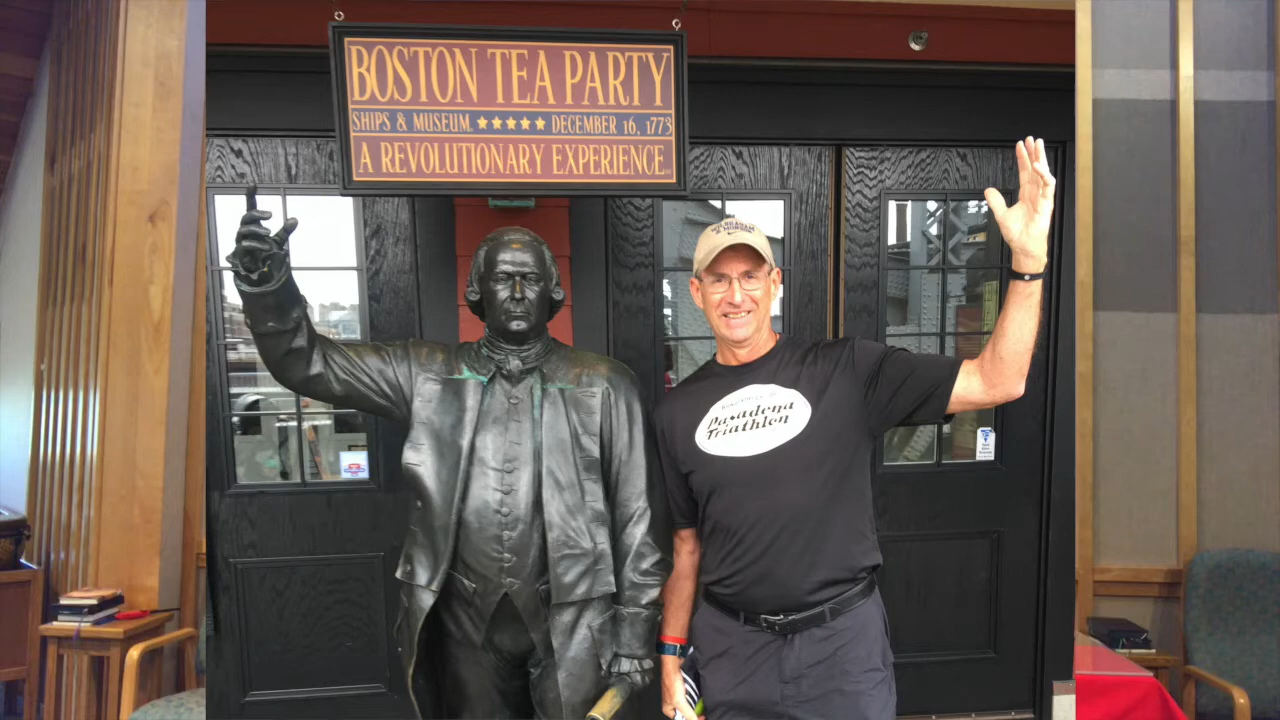 BOSTON TEA PARTY
SHIPS & MUSEUM ★★★★★ DECEMBER 16, 1773
A REVOLUTIONARY EXPERIENCE
Pasadena
Triathlon